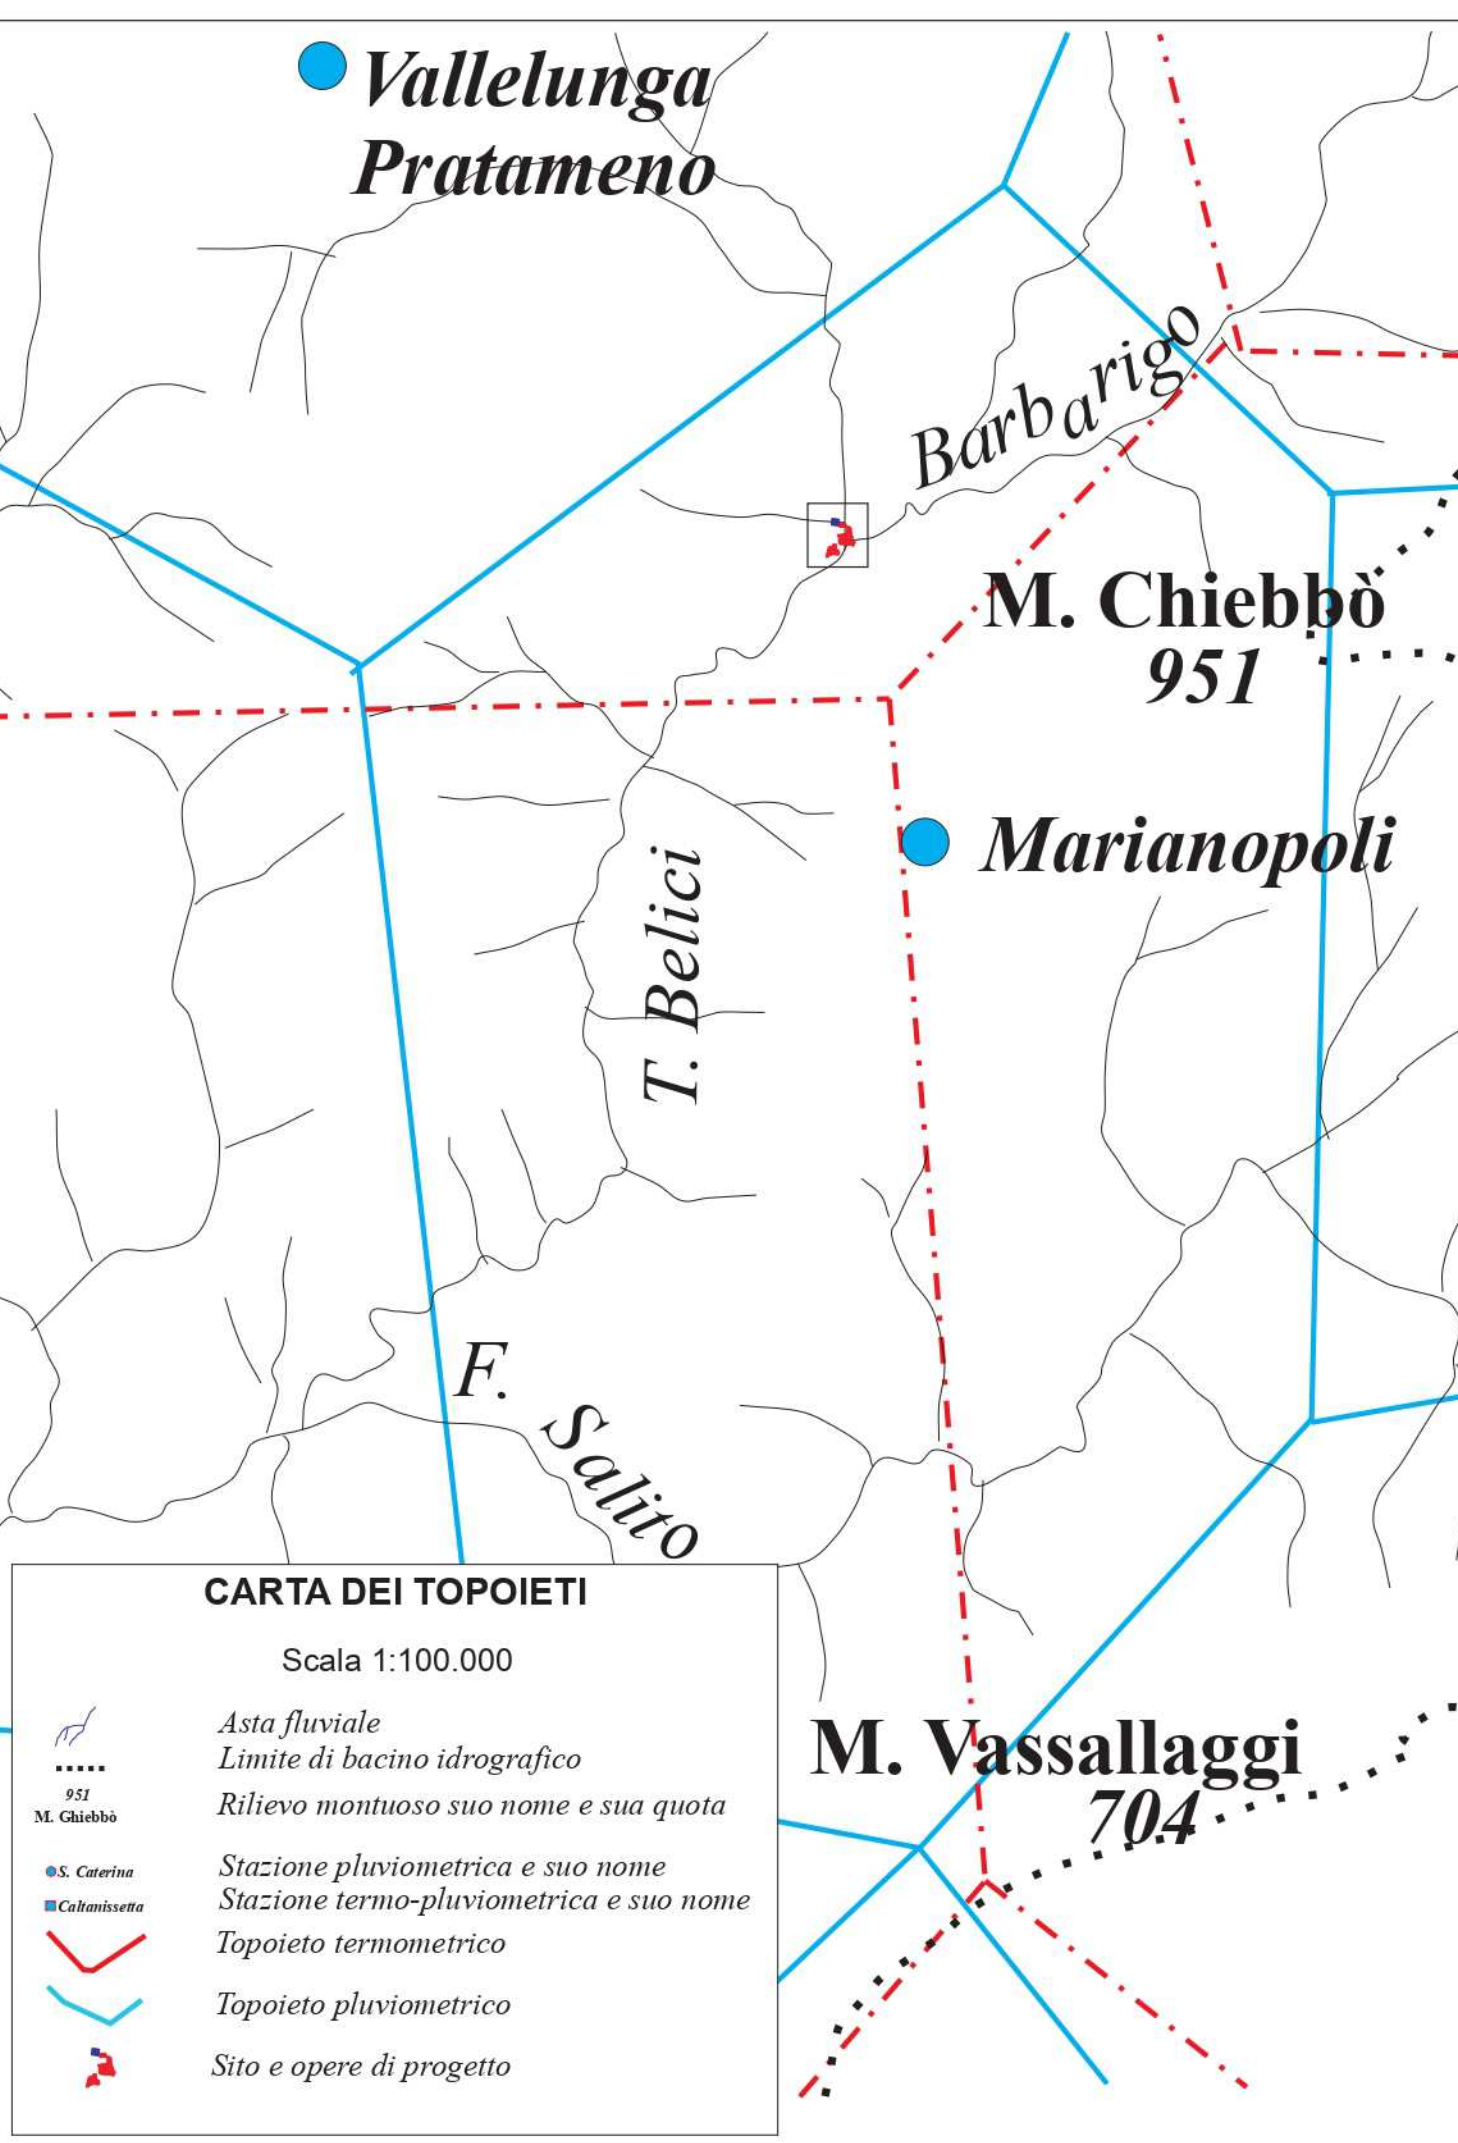 Vallelunga
Pratameno
Barbarigo
M. Chiebbò
951
Marianopoli
T. Belici
F. Salito
CARTA DEI TOPOIETI
Scala 1:100.000
Asta fluviale
Limite di bacino idrografico
951
M. Ghiebbò
Rilievo montuoso suo nome e sua quota
S. Caterina
Stazione pluviometrica e suo nome
Caltanissetta
Stazione termo-pluviometrica e suo nome
Topoieto termometrico
Topoieto pluviometrico
Sito e opere di progetto
M. Vassallaggi
704